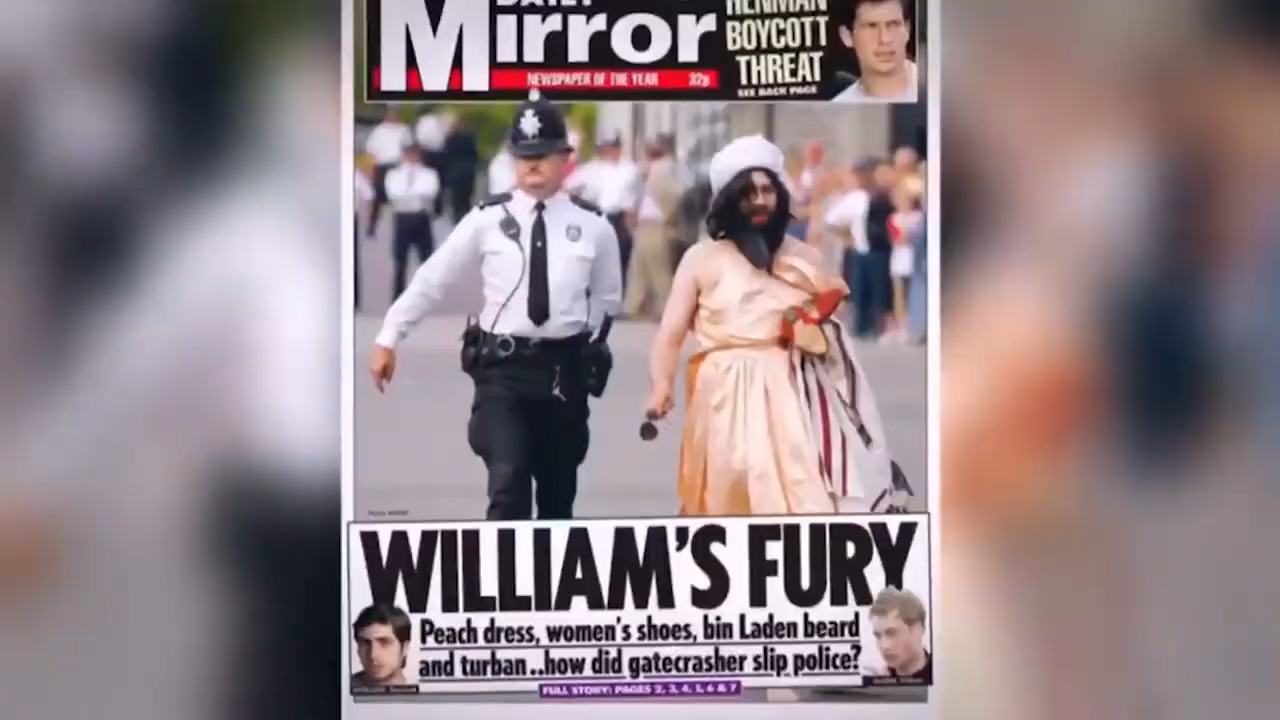 DAILY
Mirror
NEWSPAPER OF THE YEAR 32p
HENMAN
BOYCOTT
THREAT
SEE BACK PAGE
WILLIAM'S FURY
Peach dress, women's shoes, bin Laden beard
and turban..how did gatecrasher slip police?
FULL STORY: PAGES 2, 3, 4, 5, 6 & 7